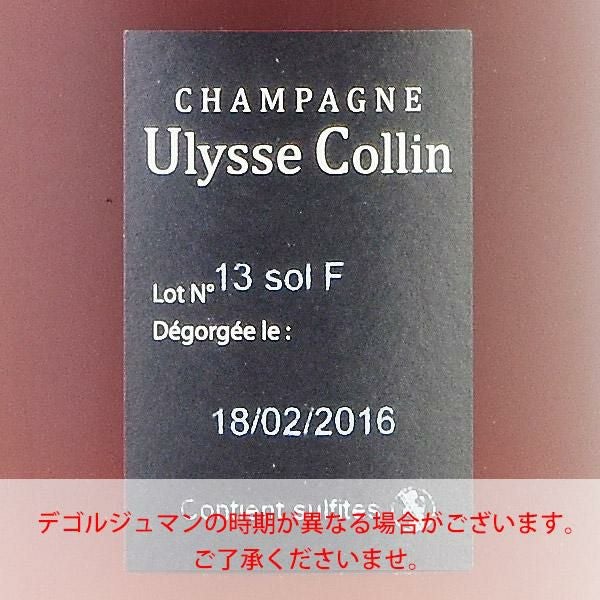 CHAMPAGNE
Ulysse Collin
Lot N° 13 sol F
Dégorgée le :
18/02/2016
Contient sulfites
デゴルジュマンの時期が異なる場合がございます。
ご了承くださいませ。